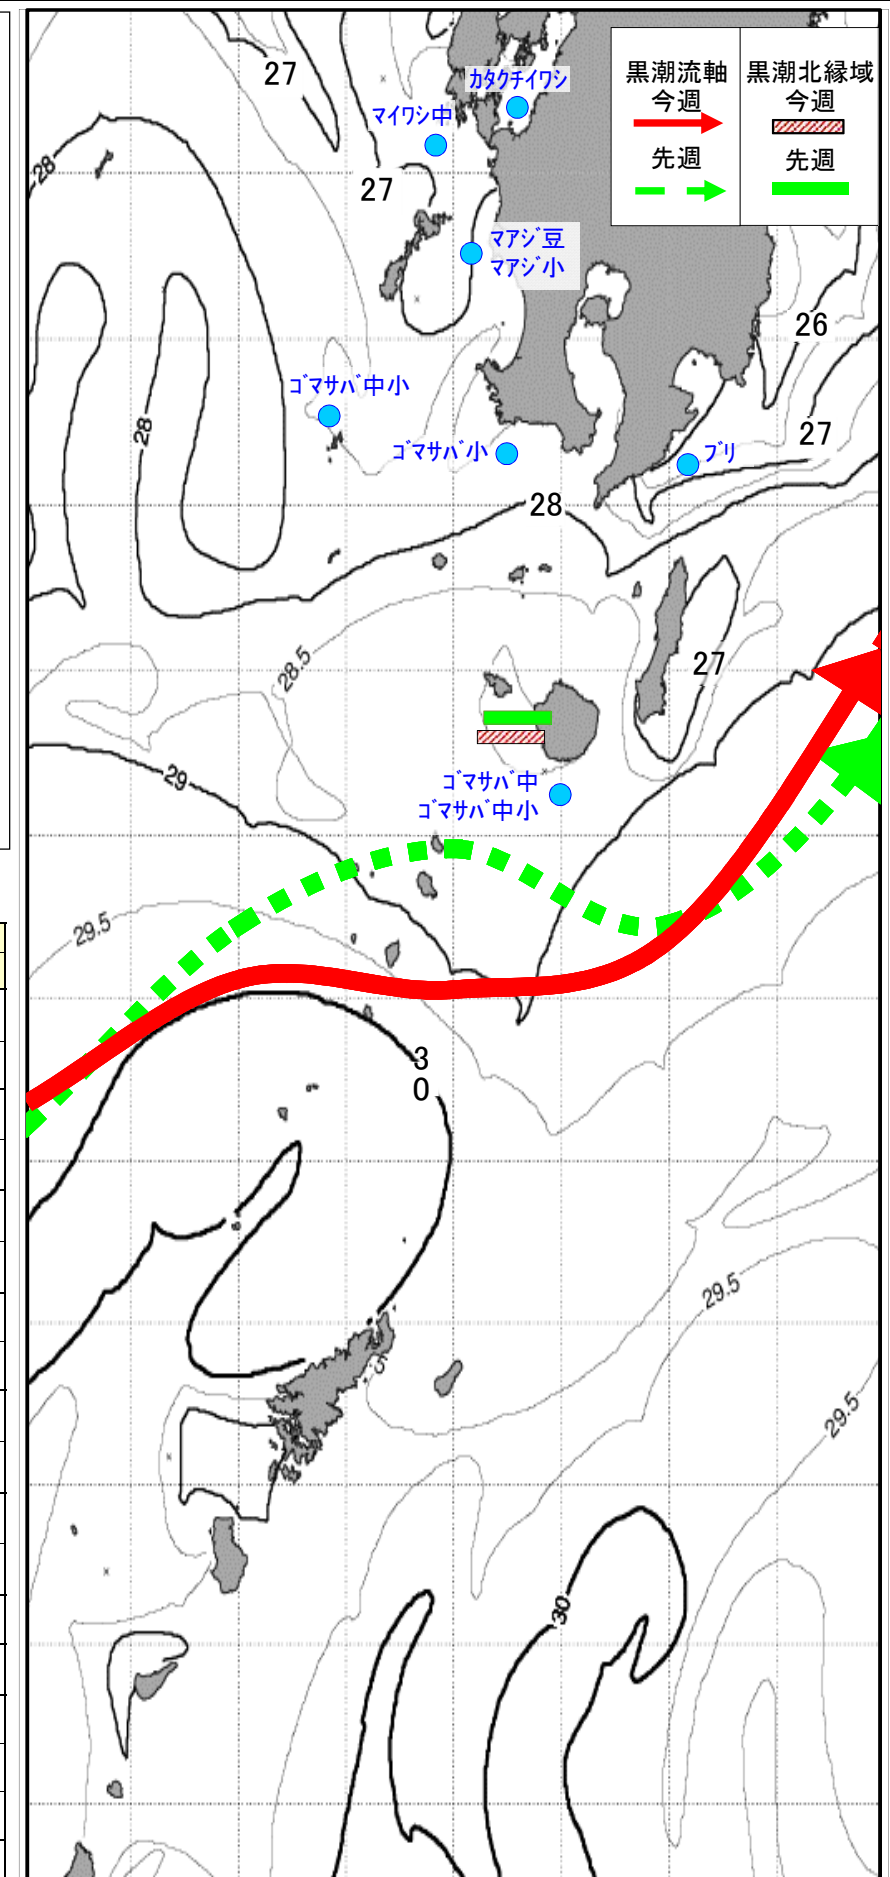 黒潮流軸
今週
先週
黒潮北縁域
今週
先週
27
カタクチイワシ
マイワシ中
28
27
マアジ豆
マアジ小
26
ゴマサバ中小
28
27
ゴマサバ小
ブリ
28
28.5
27
29
ゴマサバ中
ゴマサバ中小
29.5
3
0
29.5
.5
29.5
30